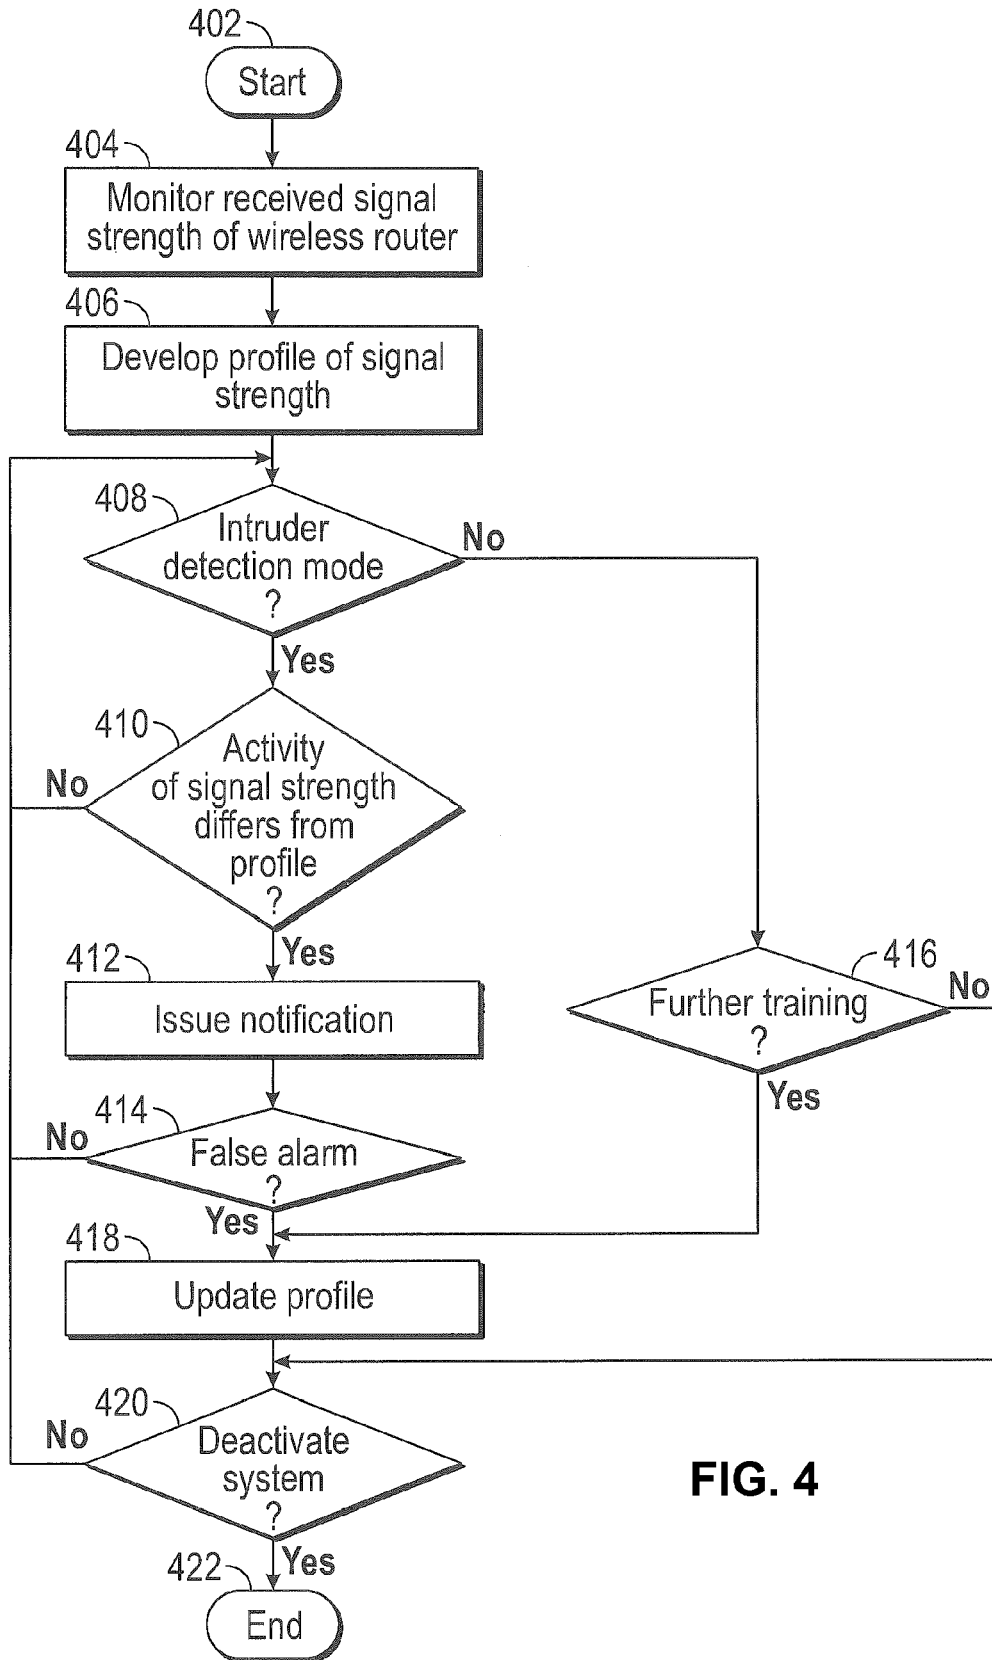 402
Start
404
Monitor received signal
strength of wireless router
406
Develop profile of signal
strength
408
Intruder
detection mode
?
No
Yes
410
Activity
of signal strength
differs from
profile
?
No
Yes
412
Issue notification
416
Further training
?
No
Yes
414
False alarm
?
No
Yes
418
Update profile
420
Deactivate
system
?
No
Yes
FIG. 4
422
End